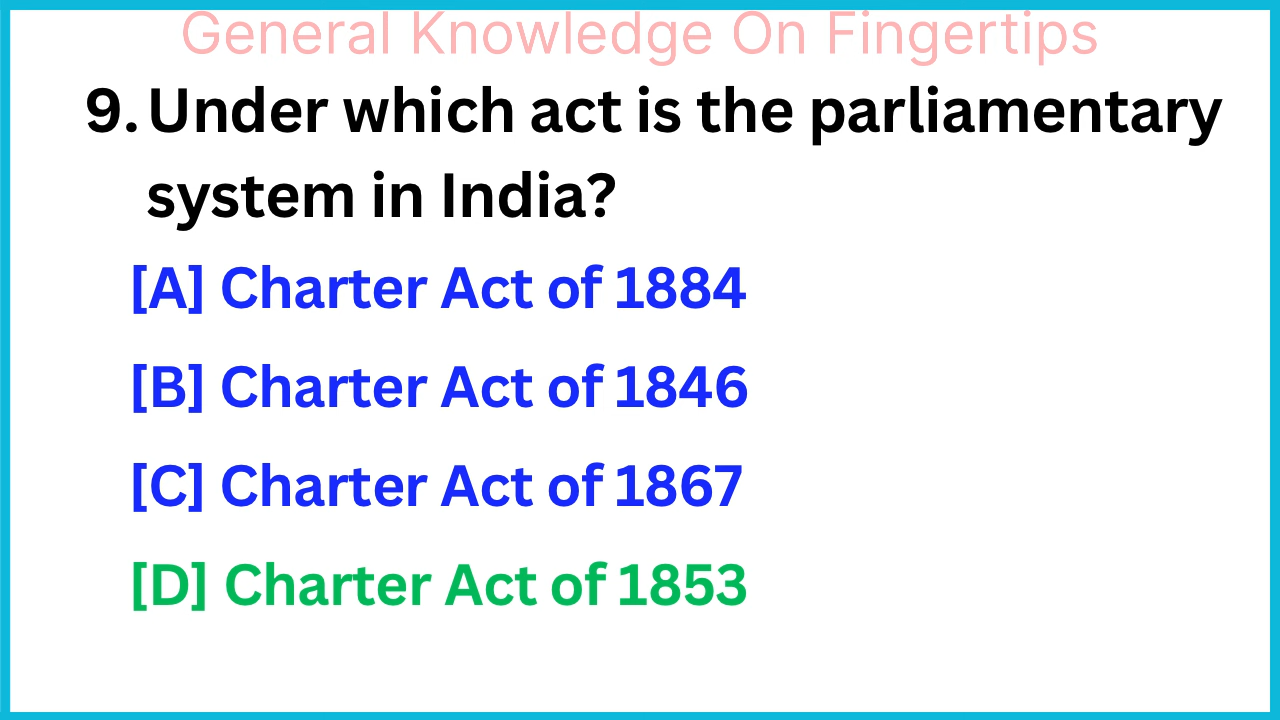 General Knowledge On Fingertips
9. Under which act is the parliamentary
system in India?
[A] Charter Act of 1884
[B] Charter Act of 1846
[C] Charter Act of 1867
[D] Charter Act of 1853